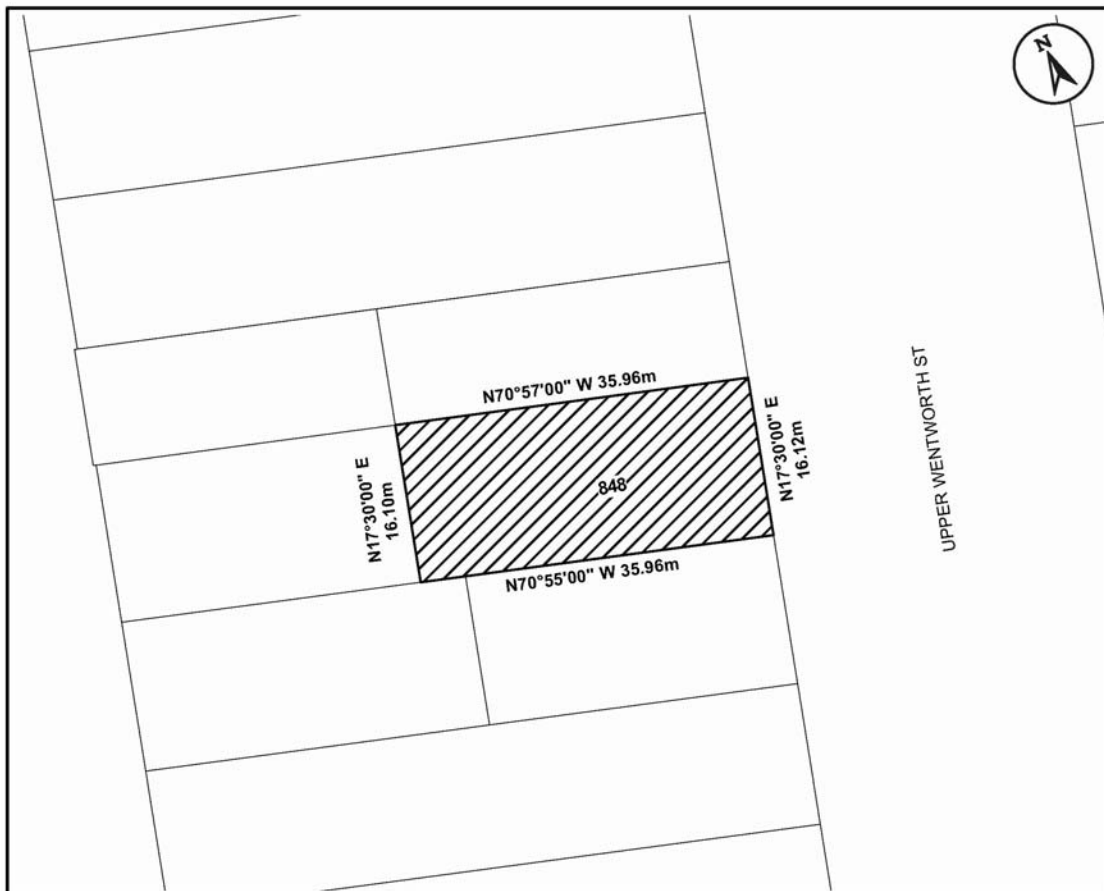 N
N70°57'00" W 35.96m
N17°30'00" E
16.10m
848
N17°30'00" E
16.12m
N70°55'00" W 35.96m
UPPER WENTWORTH ST